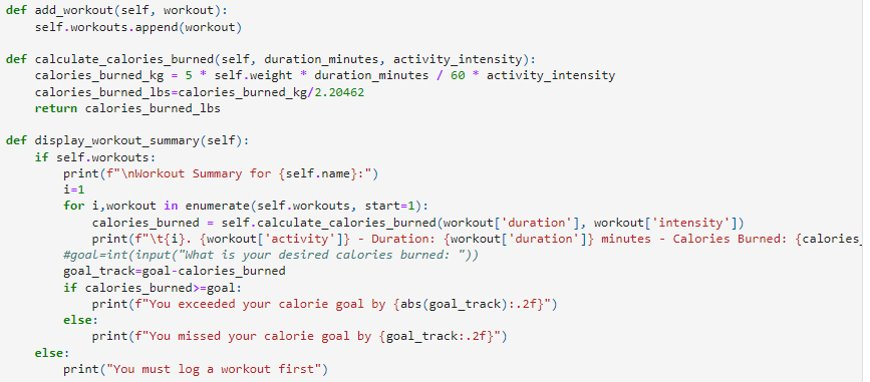 def add_workout(self, workout):
    self.workouts.append(workout)

def calculate_calories_burned(self, duration_minutes, activity_intensity):
    calories_burned_kg = 5 * self.weight * duration_minutes / 60 * activity_intensity
    calories_burned_lbs=calories_burned_kg/2.20462
    return calories_burned_lbs

def display_workout_summary(self):
    if self.workouts:
        print(f"\nWorkout Summary for {self.name}:")
        i=1
        for i,workout in enumerate(self.workouts, start=1):
            calories_burned = self.calculate_calories_burned(workout['duration'], workout['intensity'])
            print(f"\t{i}. {workout['activity']} - Duration: {workout['duration']} minutes - Calories Burned: {calories_
        #goal=int(input("What is your desired calories burned: "))
        goal_track=goal-calories_burned
        if calories_burned>=goal:
            print(f"You exceeded your calorie goal by {abs(goal_track):.2f}")
        else:
            print(f"You missed your calorie goal by {goal_track:.2f}")
    else:
        print("You must log a workout first")